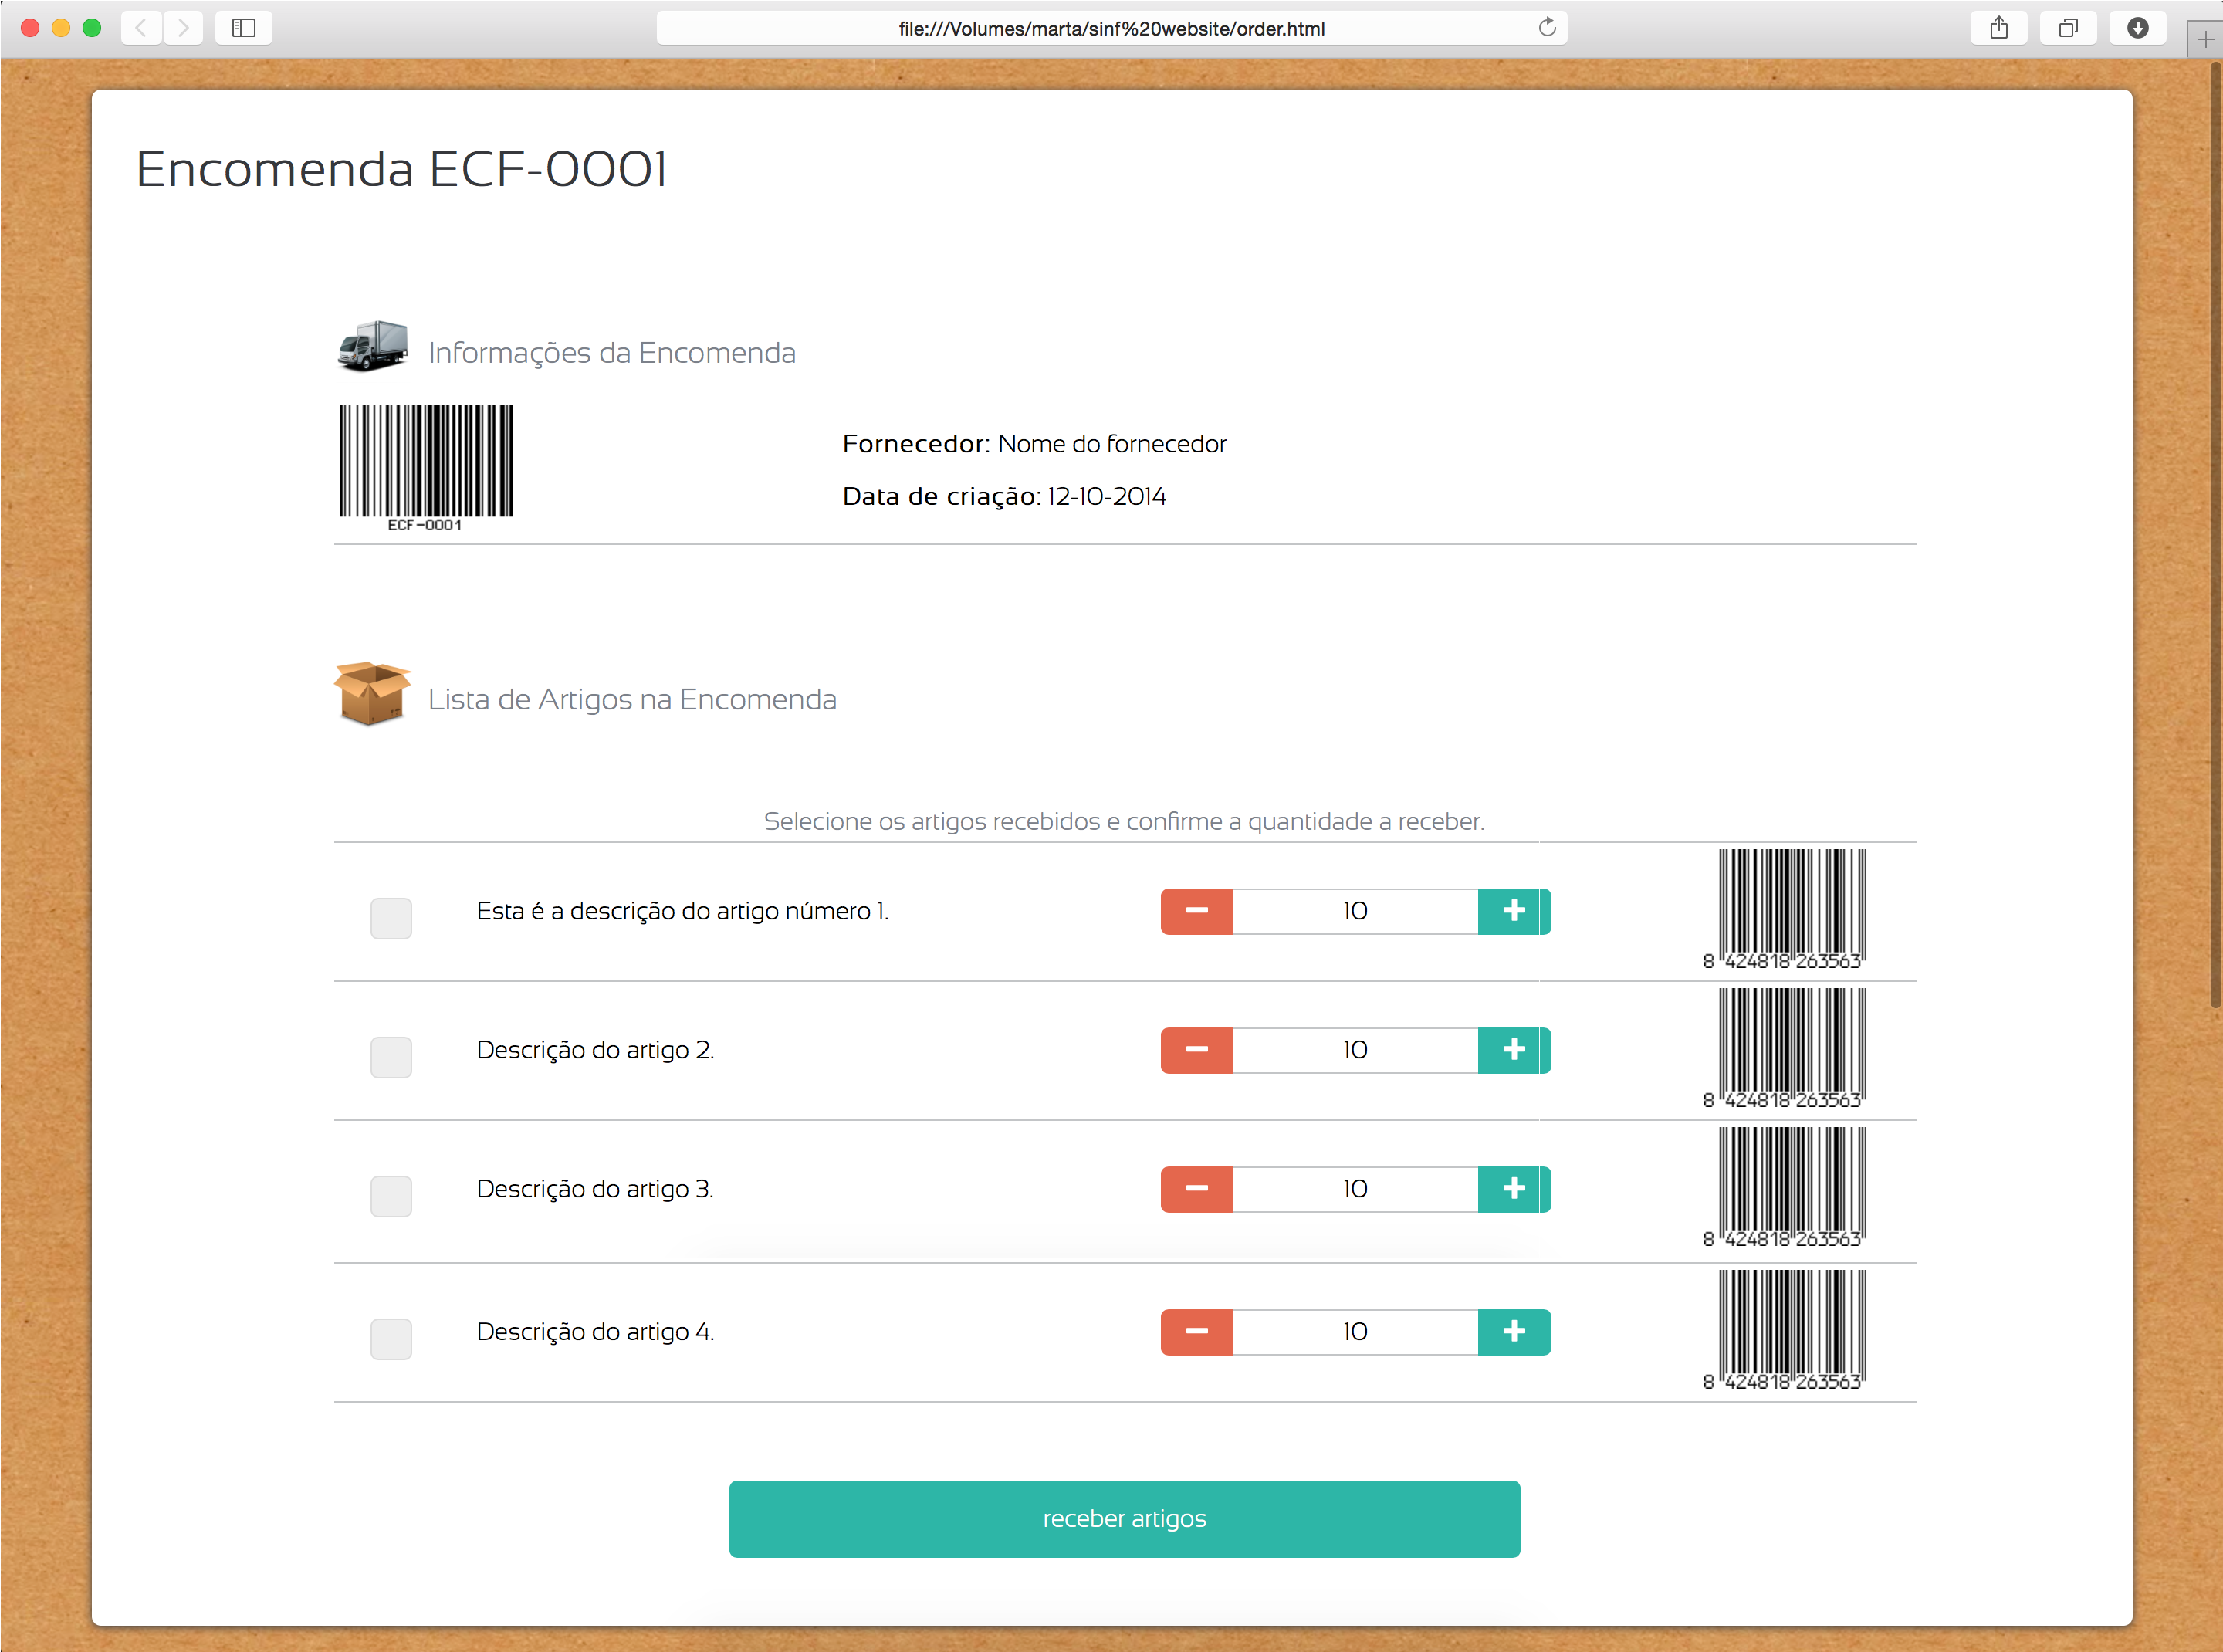 file:///Volumes/marta/sinf%20website/order.html
Encomenda ECF-0001
Informações da Encomenda
ECF-0001
Fornecedor: Nome do fornecedor
Data de criação: 12-10-2014
Lista de Artigos na Encomenda
Selecione os artigos recebidos e confirme a quantidade a receber.
Esta é a descrição do artigo número 1. 10
8 424818 263563
Descrição do artigo 2. 10
8 424818 263563
Descrição do artigo 3. 10
8 424818 263563
Descrição do artigo 4. 10
8 424818 263563
receber artigos